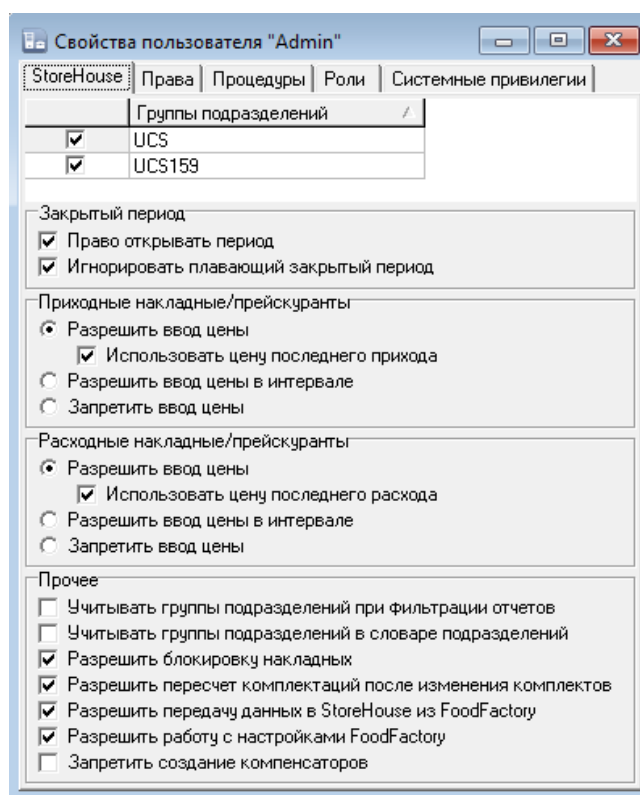 Свойства пользователя "Admin"
StoreHouse Права Процедуры Роли Системные привилегии
Группы подразделений
UCS
UCS159
Закрытый период
Право открывать период
Игнорировать плавающий закрытый период
Приходные накладные/прейскуранты
Разрешить ввод цены
Использовать цену последнего прихода
Разрешить ввод цены в интервале
Запретить ввод цены
Расходные накладные/прейскуранты
Разрешить ввод цены
Использовать цену последнего расхода
Разрешить ввод цены в интервале
Запретить ввод цены
Прочее
Учитывать группы подразделений при фильтрации отчетов
Учитывать группы подразделений в словаре подразделений
Разрешить блокировку накладных
Разрешить пересчет комплектаций после изменения комплектов
Разрешить передачу данных в StoreHouse из FoodFactory
Разрешить работу с настройками FoodFactory
Запретить создание компенсаторов